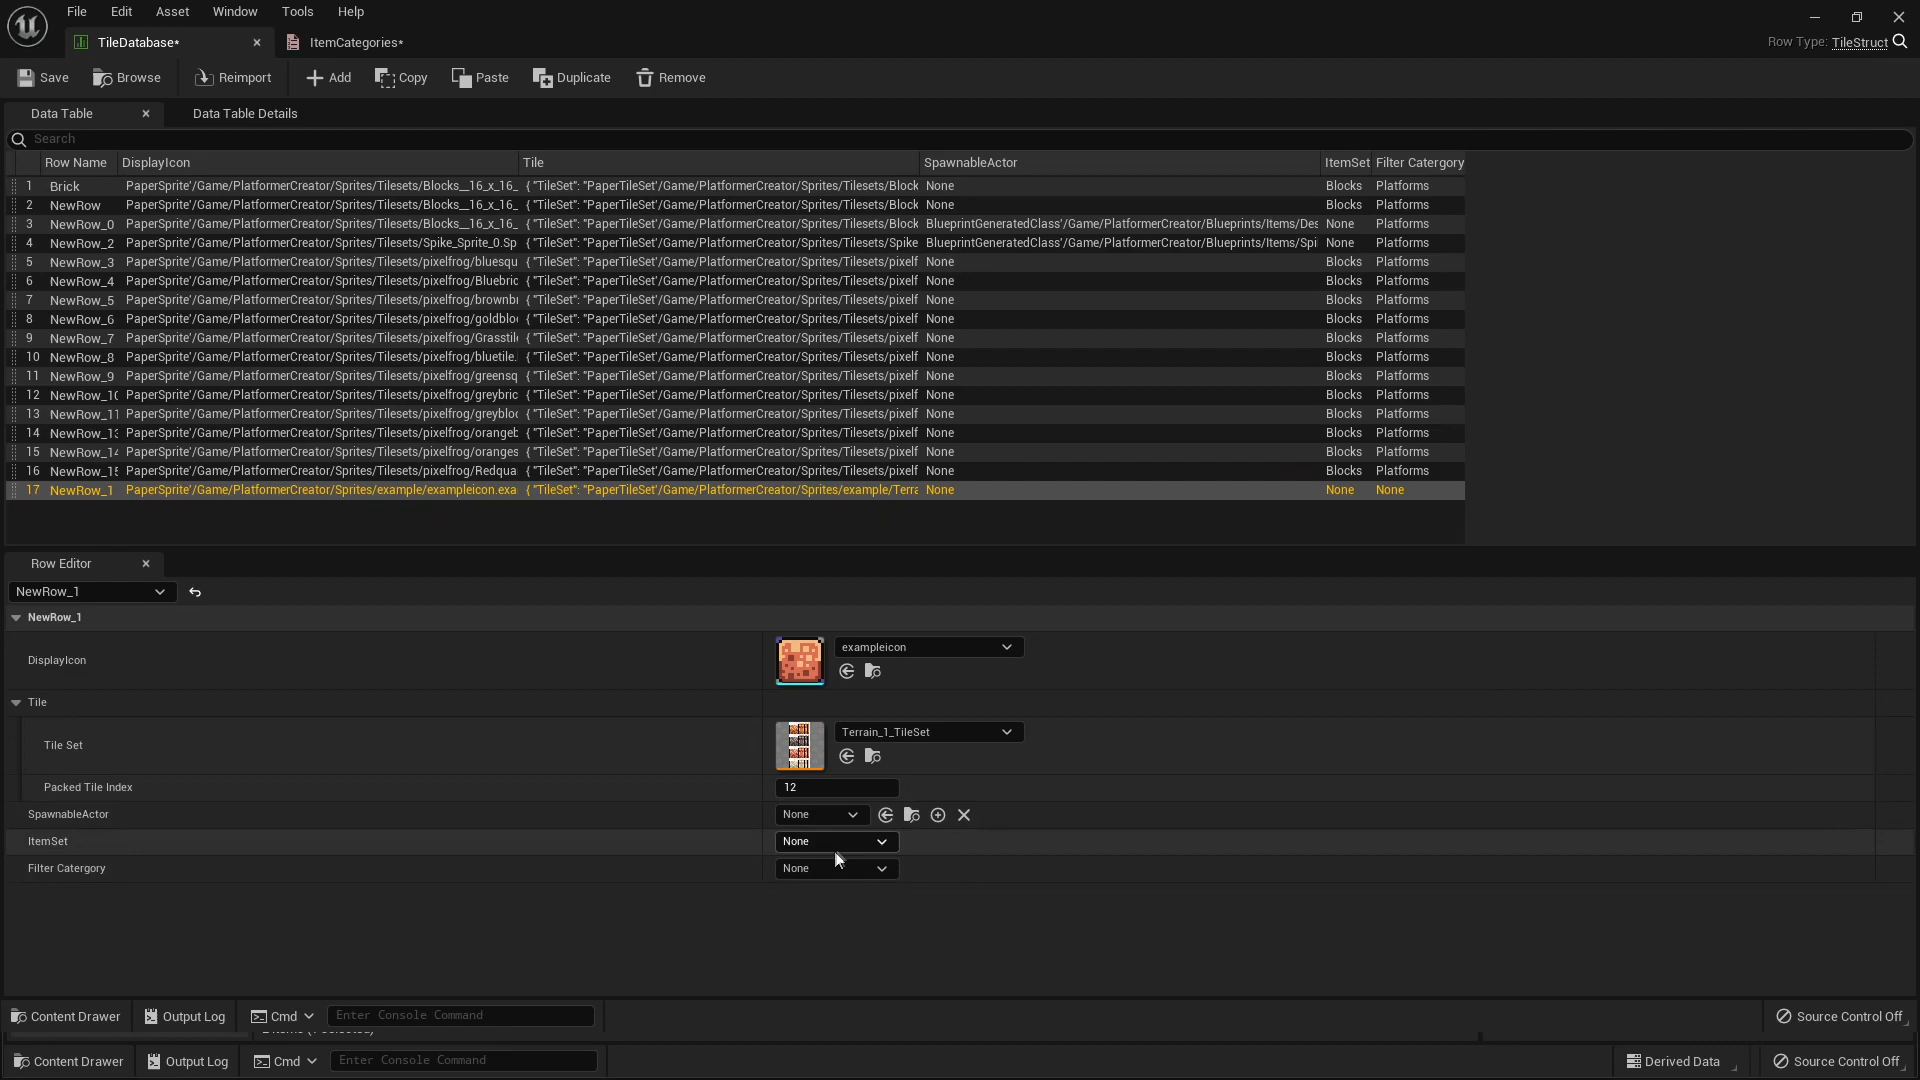 File Edit Asset Window Tools Help
TileDatabase* ItemCategories* Row Type: TileStruct
Save Browse Reimport Add Copy Paste Duplicate Remove
Data Table Data Table Details
Search
Row Name DisplayIcon Tile SpawnableActor ItemSet Filter Catergory
1 Brick PaperSprite'/Game/PlatformerCreator/Sprites/Tilesets/Blocks__16_x_16_ { "TileSet": "PaperTileSet'/Game/PlatformerCreator/Sprites/Tilesets/Block None Blocks Platforms
2 NewRow PaperSprite'/Game/PlatformerCreator/Sprites/Tilesets/Blocks__16_x_16_ { "TileSet": "PaperTileSet'/Game/PlatformerCreator/Sprites/Tilesets/Block None Blocks Platforms
3 NewRow_0 PaperSprite'/Game/PlatformerCreator/Sprites/Tilesets/Blocks__16_x_16_ { "TileSet": "PaperTileSet'/Game/PlatformerCreator/Sprites/Tilesets/Block BlueprintGeneratedClass'/Game/PlatformerCreator/Blueprints/Items/Des None Platforms
4 NewRow_2 PaperSprite'/Game/PlatformerCreator/Sprites/Tilesets/Spike_Sprite_0.Sp { "TileSet": "PaperTileSet'/Game/PlatformerCreator/Sprites/Tilesets/Spike BlueprintGeneratedClass'/Game/PlatformerCreator/Blueprints/Items/Spi None Platforms
5 NewRow_3 PaperSprite'/Game/PlatformerCreator/Sprites/Tilesets/pixelfrog/bluesqu { "TileSet": "PaperTileSet'/Game/PlatformerCreator/Sprites/Tilesets/pixelf None Blocks Platforms
6 NewRow_4 PaperSprite'/Game/PlatformerCreator/Sprites/Tilesets/pixelfrog/Bluebric { "TileSet": "PaperTileSet'/Game/PlatformerCreator/Sprites/Tilesets/pixelf None Blocks Platforms
7 NewRow_5 PaperSprite'/Game/PlatformerCreator/Sprites/Tilesets/pixelfrog/brownb { "TileSet": "PaperTileSet'/Game/PlatformerCreator/Sprites/Tilesets/pixelf None Blocks Platforms
8 NewRow_6 PaperSprite'/Game/PlatformerCreator/Sprites/Tilesets/pixelfrog/goldblo { "TileSet": "PaperTileSet'/Game/PlatformerCreator/Sprites/Tilesets/pixelf None Blocks Platforms
9 NewRow_7 PaperSprite'/Game/PlatformerCreator/Sprites/Tilesets/pixelfrog/Grasstil { "TileSet": "PaperTileSet'/Game/PlatformerCreator/Sprites/Tilesets/pixelf None Blocks Platforms
10 NewRow_8 PaperSprite'/Game/PlatformerCreator/Sprites/Tilesets/pixelfrog/bluetile. { "TileSet": "PaperTileSet'/Game/PlatformerCreator/Sprites/Tilesets/pixelf None Blocks Platforms
11 NewRow_9 PaperSprite'/Game/PlatformerCreator/Sprites/Tilesets/pixelfrog/greensq { "TileSet": "PaperTileSet'/Game/PlatformerCreator/Sprites/Tilesets/pixelf None Blocks Platforms
12 NewRow_10 PaperSprite'/Game/PlatformerCreator/Sprites/Tilesets/pixelfrog/greybric { "TileSet": "PaperTileSet'/Game/PlatformerCreator/Sprites/Tilesets/pixelf None Blocks Platforms
13 NewRow_11 PaperSprite'/Game/PlatformerCreator/Sprites/Tilesets/pixelfrog/greybloc { "TileSet": "PaperTileSet'/Game/PlatformerCreator/Sprites/Tilesets/pixelf None Blocks Platforms
14 NewRow_13 PaperSprite'/Game/PlatformerCreator/Sprites/Tilesets/pixelfrog/orangeb { "TileSet": "PaperTileSet'/Game/PlatformerCreator/Sprites/Tilesets/pixelf None Blocks Platforms
15 NewRow_14 PaperSprite'/Game/PlatformerCreator/Sprites/Tilesets/pixelfrog/oranges { "TileSet": "PaperTileSet'/Game/PlatformerCreator/Sprites/Tilesets/pixelf None Blocks Platforms
16 NewRow_15 PaperSprite'/Game/PlatformerCreator/Sprites/Tilesets/pixelfrog/Redqua { "TileSet": "PaperTileSet'/Game/PlatformerCreator/Sprites/Tilesets/pixelf None Blocks Platforms
17 NewRow_1 PaperSprite'/Game/PlatformerCreator/Sprites/example/exampleicon.exa { "TileSet": "PaperTileSet'/Game/PlatformerCreator/Sprites/example/Terra None None None
Row Editor
NewRow_1
NewRow_1
DisplayIcon exampleicon
Tile
Tile Set Terrain_1_TileSet
Packed Tile Index 12
SpawnableActor None
ItemSet None
Filter Catergory None
Content Drawer Output Log Cmd Enter Console Command Source Control Off
Content Drawer Output Log Cmd Enter Console Command Derived Data Source Control Off